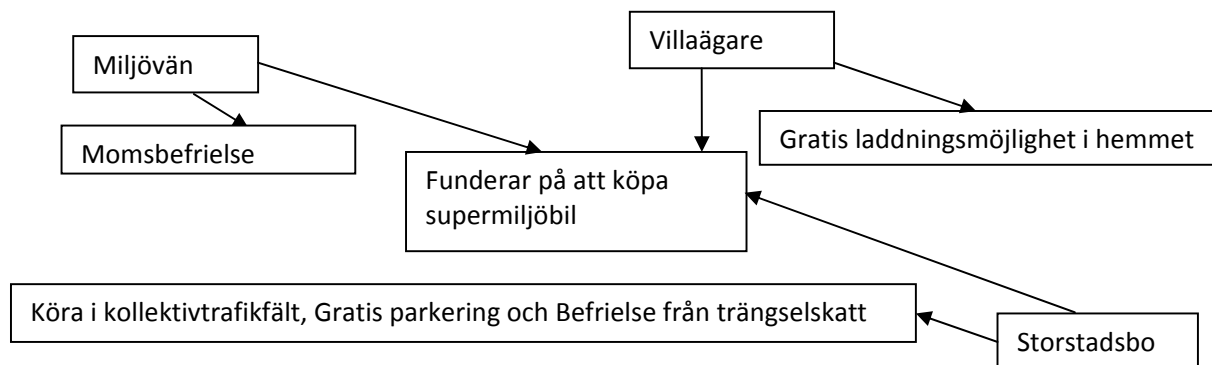 Villaägare
Miljövän
Momsbefrielse
Gratis laddningsmöjlighet i hemmet
Funderar på att köpa
supermiljöbil
Köra i kollektivtrafikfält, Gratis parkering och Befrielse från trängselskatt
Storstadsbo